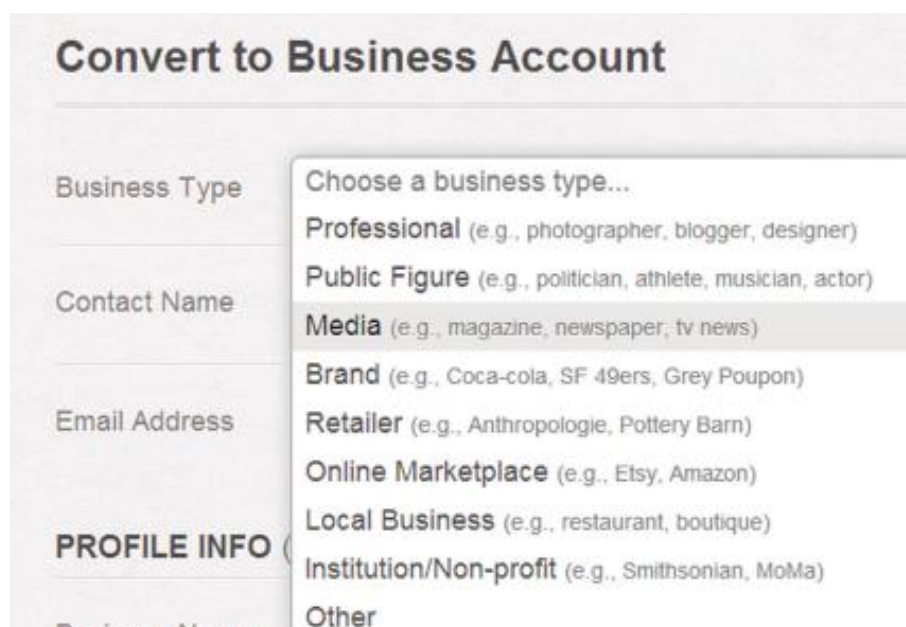 Convert to Business Account
Business Type
Choose a business type...
Professional (e.g., photographer, blogger, designer)
Public Figure (e.g., politician, athlete, musician, actor)
Contact Name
Media (e.g., magazine, newspaper, tv news)
Brand (e.g., Coca-cola, SF 49ers, Grey Poupon)
Email Address
Retailer (e.g., Anthropologie, Pottery Barn)
Online Marketplace (e.g., Etsy, Amazon)
Local Business (e.g., restaurant, boutique)
PROFILE INFO (
Institution/Non-profit (e.g., Smithsonian, MoMa)
Other